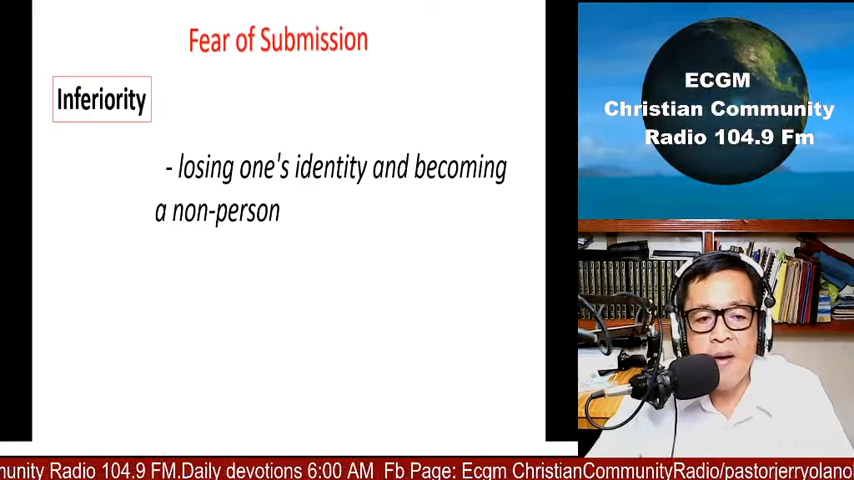 Fear of Submission
Inferiority
- losing one's identity and becoming
a non-person
ECGM
Christian Community
Radio 104.9 Fm
munity Radio 104.9 FM.Daily devotions 6:00 AM Fb Page: Ecgm ChristianCommunityRadio/pastorjerryolano